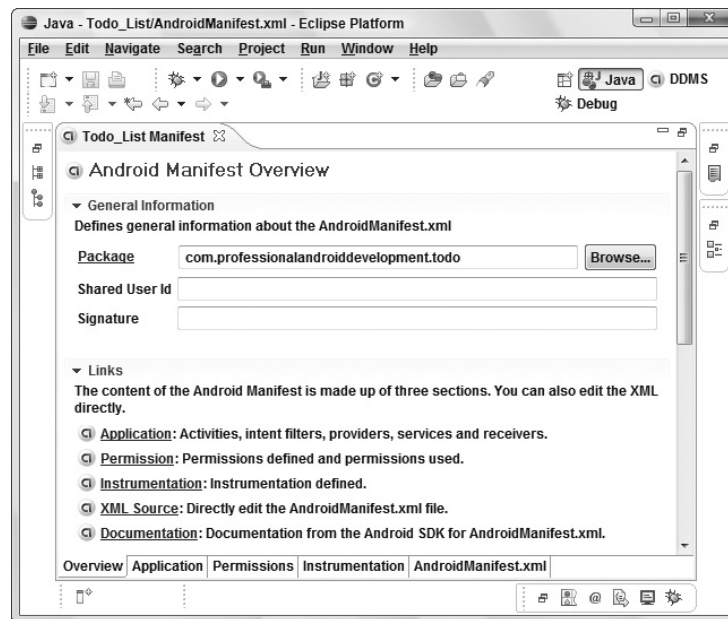 Java - Todo_List/AndroidManifest.xml - Eclipse Platform
File Edit Navigate Search Project Run Window Help
Java DDMS
Debug
Todo_List Manifest
Android Manifest Overview
General Information
Defines general information about the AndroidManifest.xml
Package com.professionalandroiddevelopment.todo Browse...
Shared User Id
Signature
Links
The content of the Android Manifest is made up of three sections. You can also edit the XML
directly.
Application: Activities, intent filters, providers, services and receivers.
Permission: Permissions defined and permissions used.
Instrumentation: Instrumentation defined.
XML Source: Directly edit the AndroidManifest.xml file.
Documentation: Documentation from the Android SDK for AndroidManifest.xml.
Overview Application Permissions Instrumentation AndroidManifest.xml